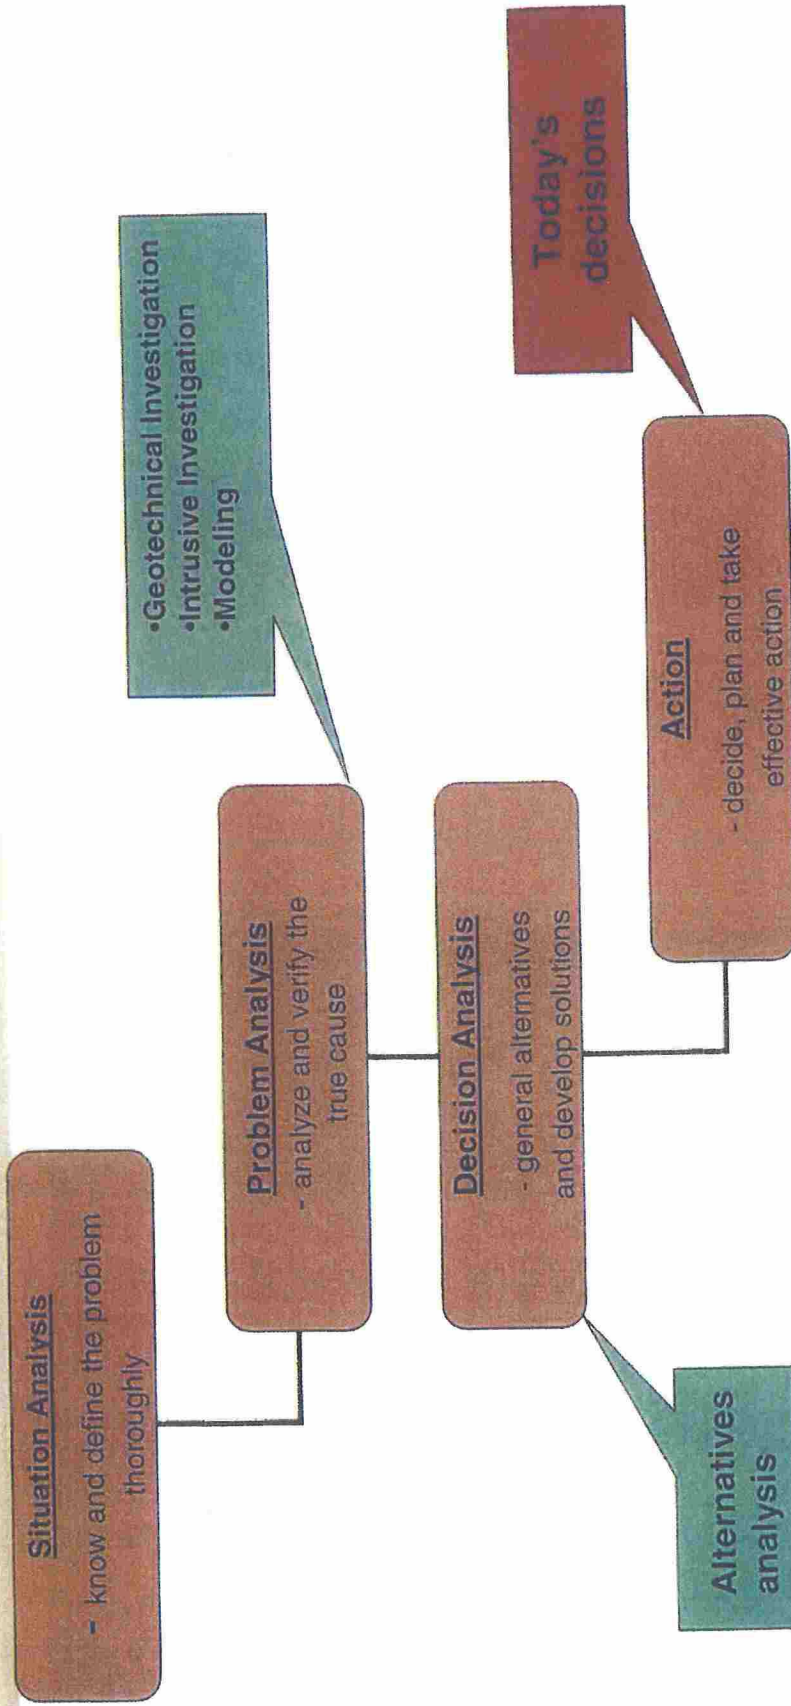 Situation Analysis
- know and define the problem
thoroughly
•Geotechnical Investigation
•Intrusive Investigation
•Modeling
Problem Analysis
- analyze and verify the
true cause
Decision Analysis
- general alternatives
and develop solutions
Alternatives
analysis
Today's
decisions
Action
- decide, plan and take
effective action